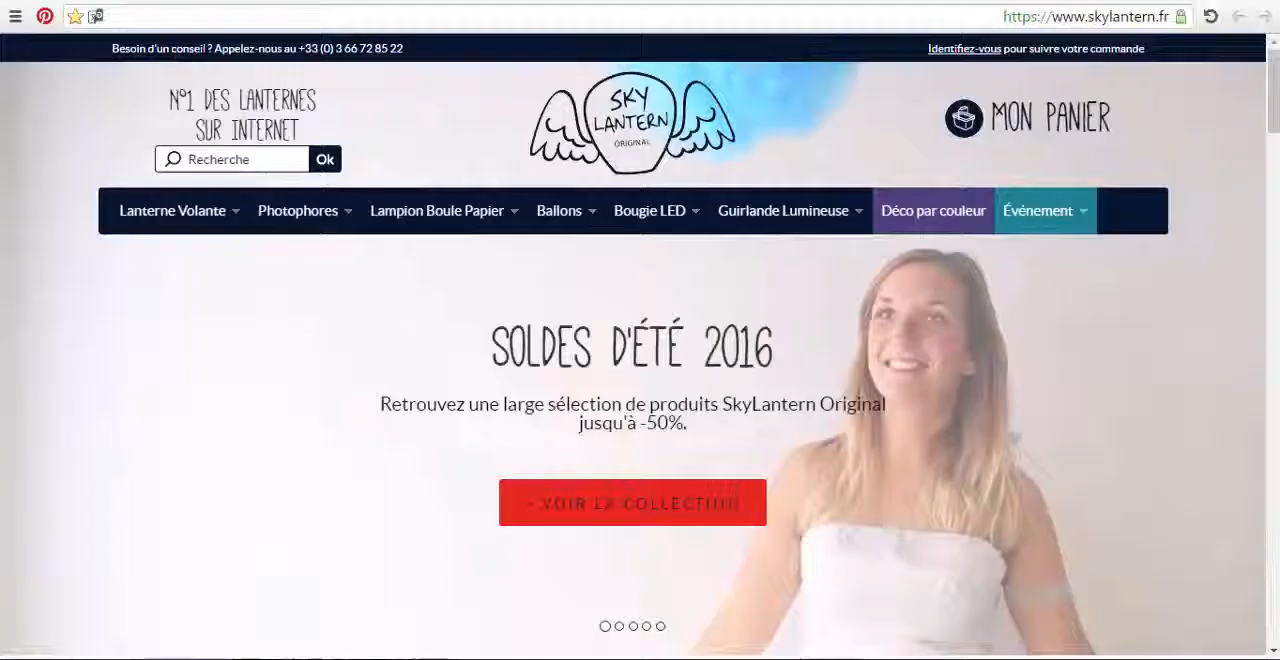 https://www.skylantern.fr
Besoin d'un conseil ? Appelez-nous au +33 (0) 3 66 72 85 22
Identifiez-vous pour suivre votre commande
N°1 DES LANTERNES
SUR INTERNET
Recherche Ok
SKY
LANTERN
ORIGINAL
MON PANIER
Lanterne Volante Photophores Lampion Boule Papier Ballons Bougie LED Guirlande Lumineuse Déco par couleur Événement
SOLDES D'ÉTÉ 2016
Retrouvez une large sélection de produits SkyLantern Original
jusqu'à -50%.
VOIR LA COLLECTION